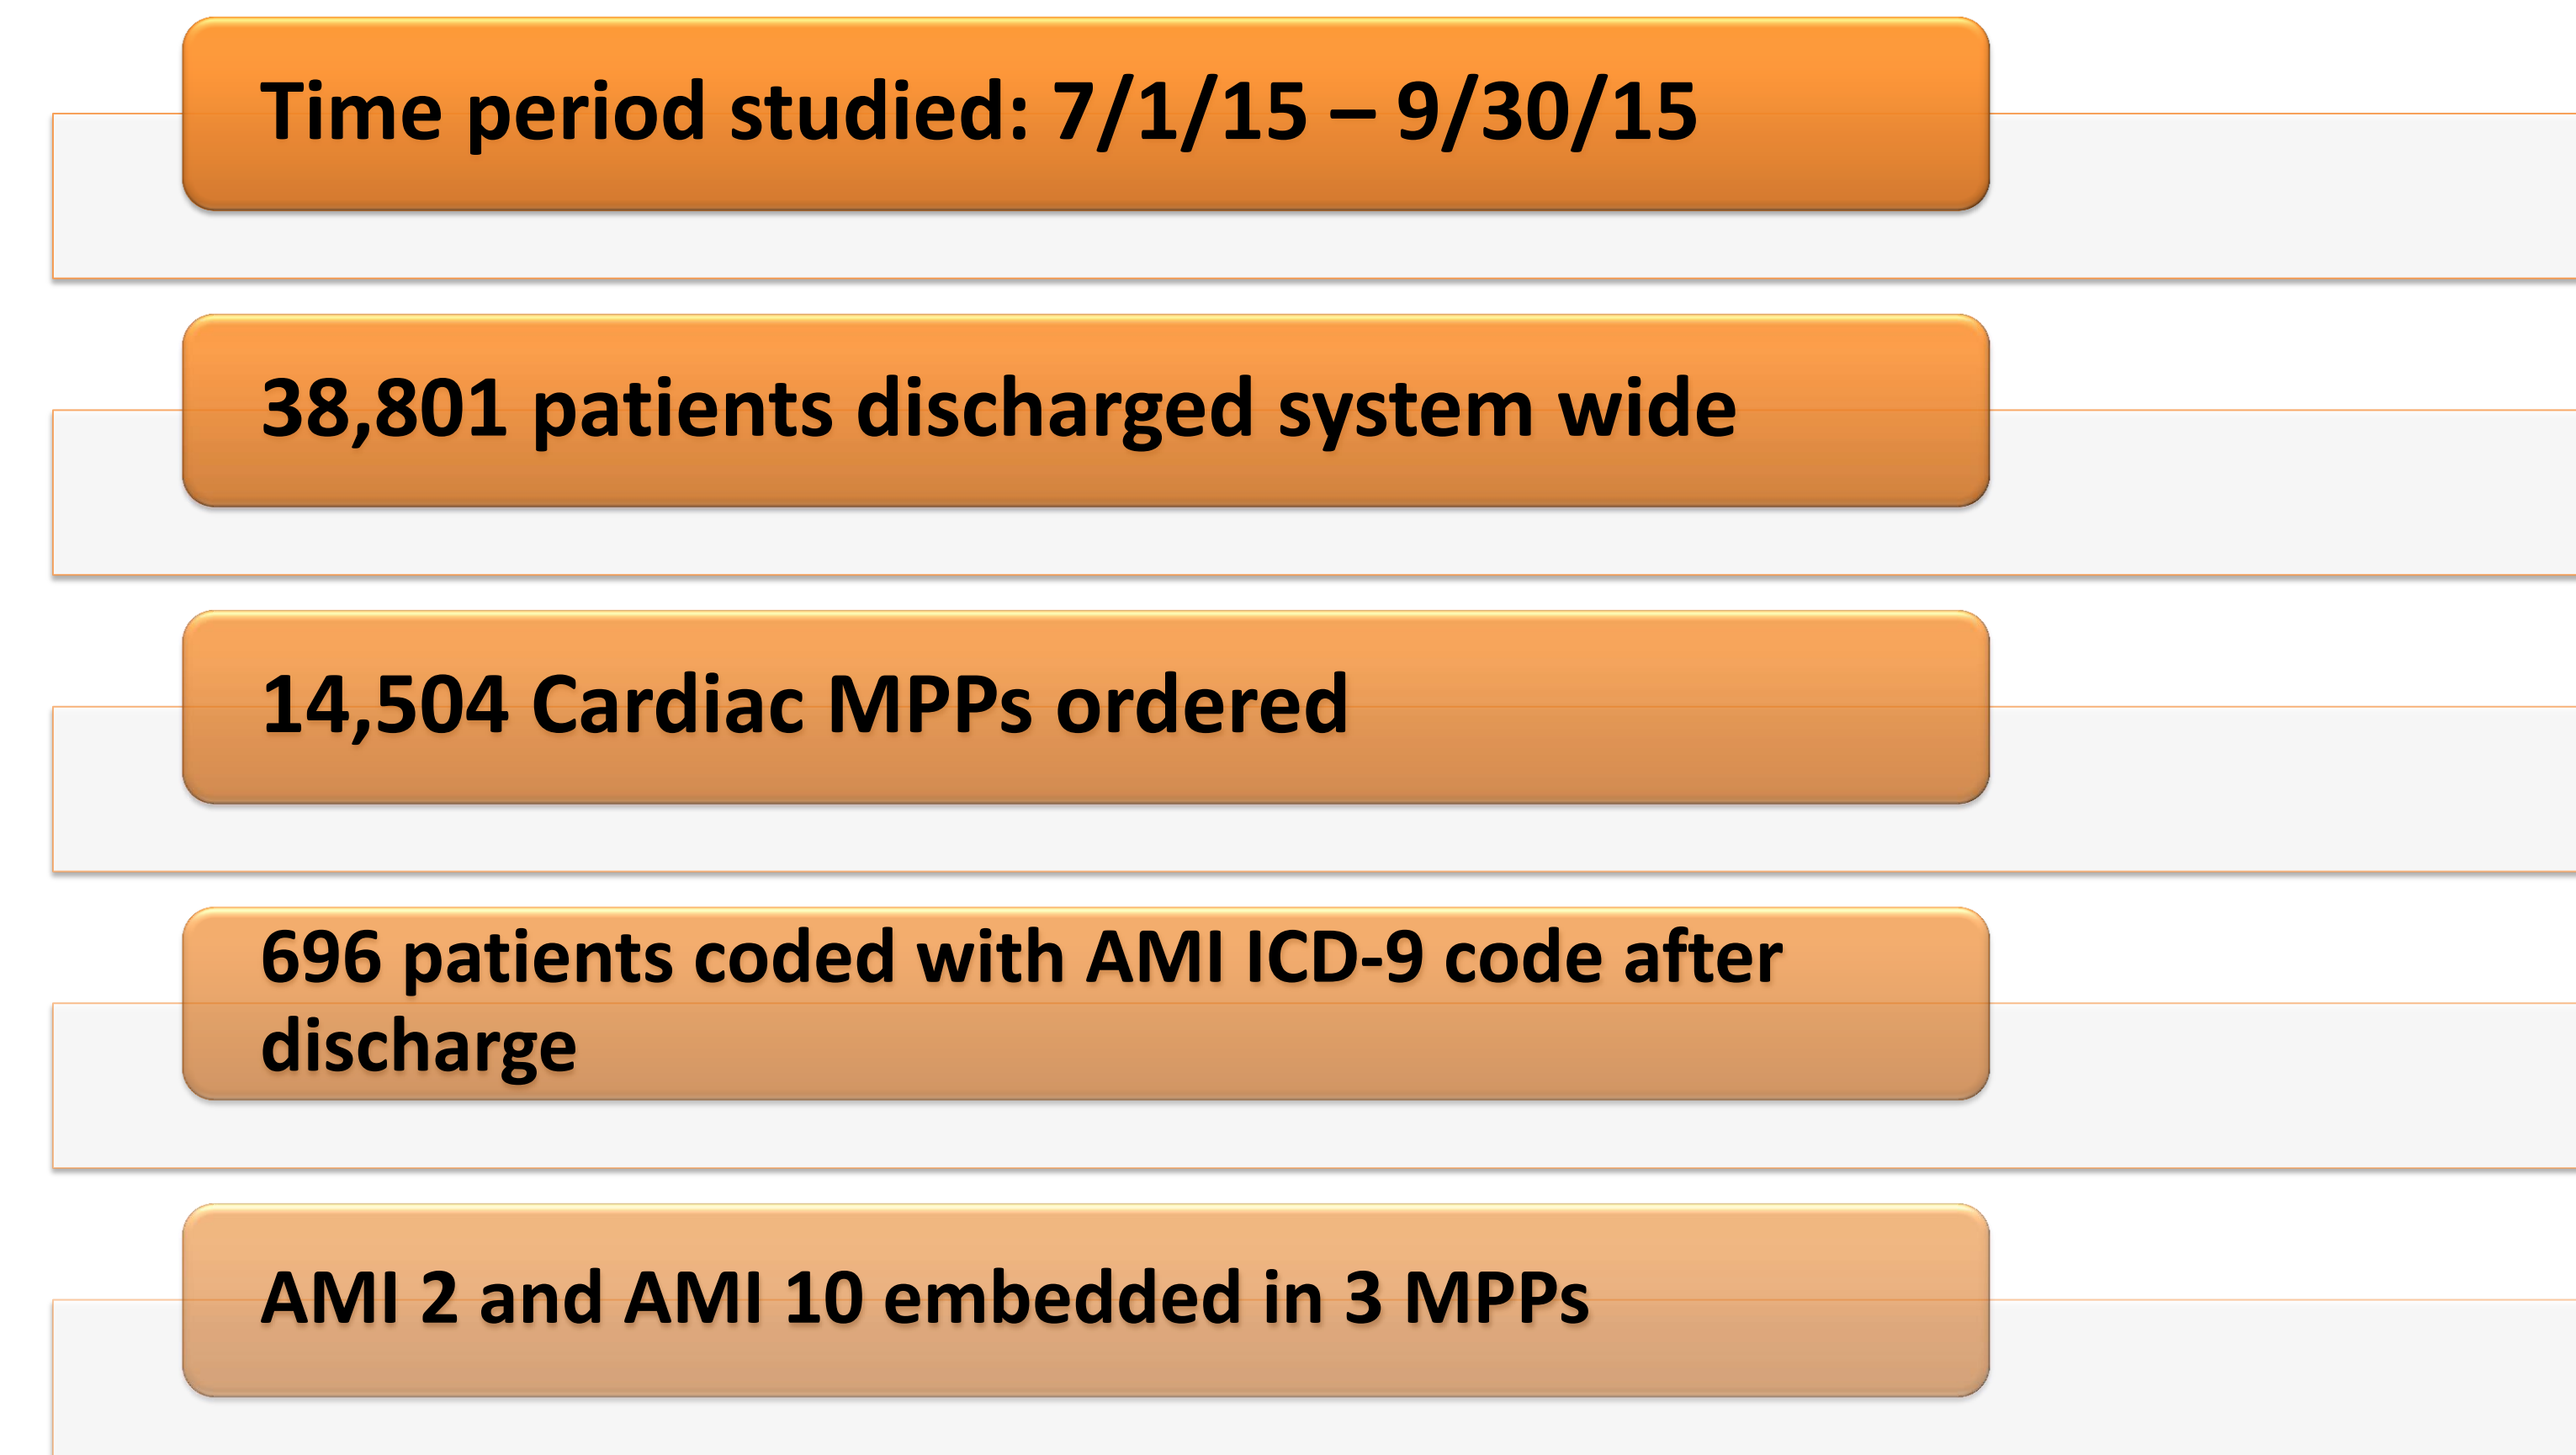 Time period studied: 7/1/15 – 9/30/15
38,801 patients discharged system wide
14,504 Cardiac MPPs ordered
696 patients coded with AMI ICD-9 code after
discharge
AMI 2 and AMI 10 embedded in 3 MPPs